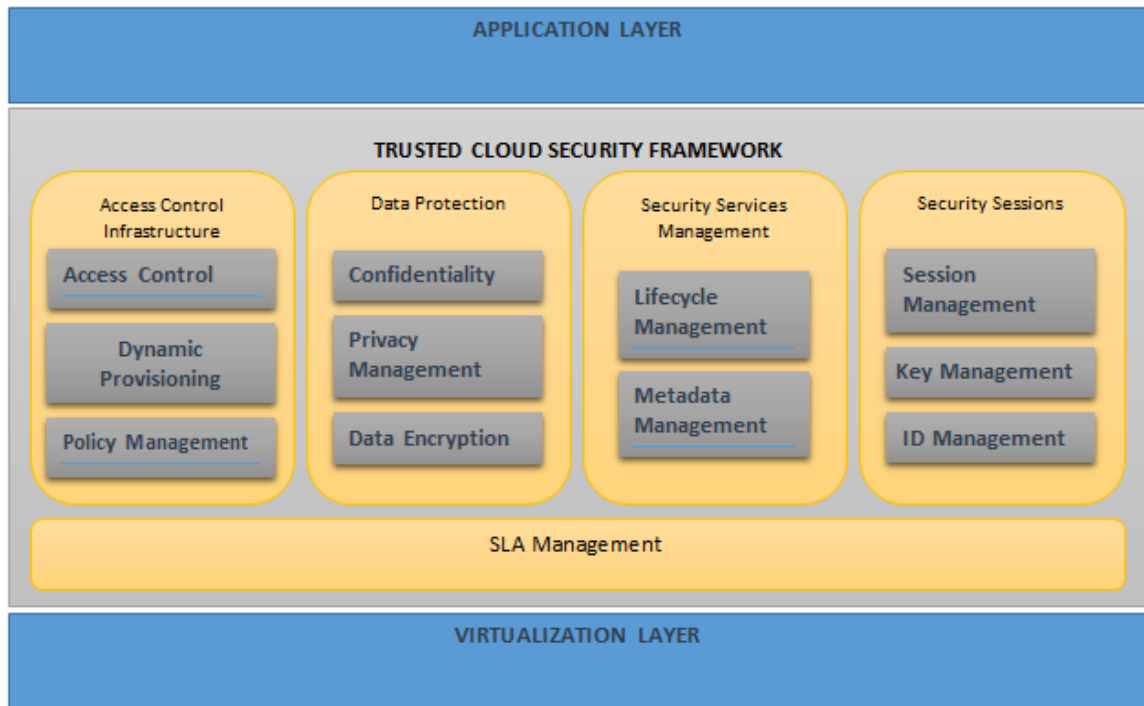 APPLICATION LAYER
TRUSTED CLOUD SECURITY FRAMEWORK
Access Control
Infrastructure
Access Control
Dynamic
Provisioning
Policy Management
Data Protection
Confidentiality
Privacy
Management
Data Encryption
Security Services
Management
Lifecycle
Management
Metadata
Management
Security Sessions
Session
Management
Key Management
ID Management
SLA Management
VIRTUALIZATION LAYER